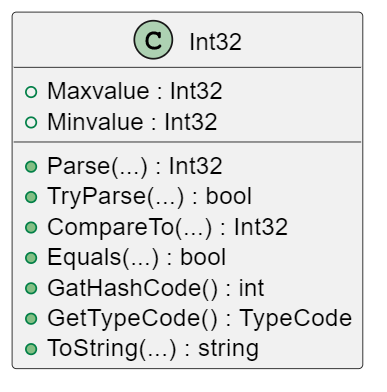 C Int32
Maxvalue : Int32
Minvalue : Int32
Parse(...) : Int32
TryParse(...) : bool
CompareTo(...) : Int32
Equals(...) : bool
GatHashCode() : int
GetTypeCode() : TypeCode
ToString(...) : string